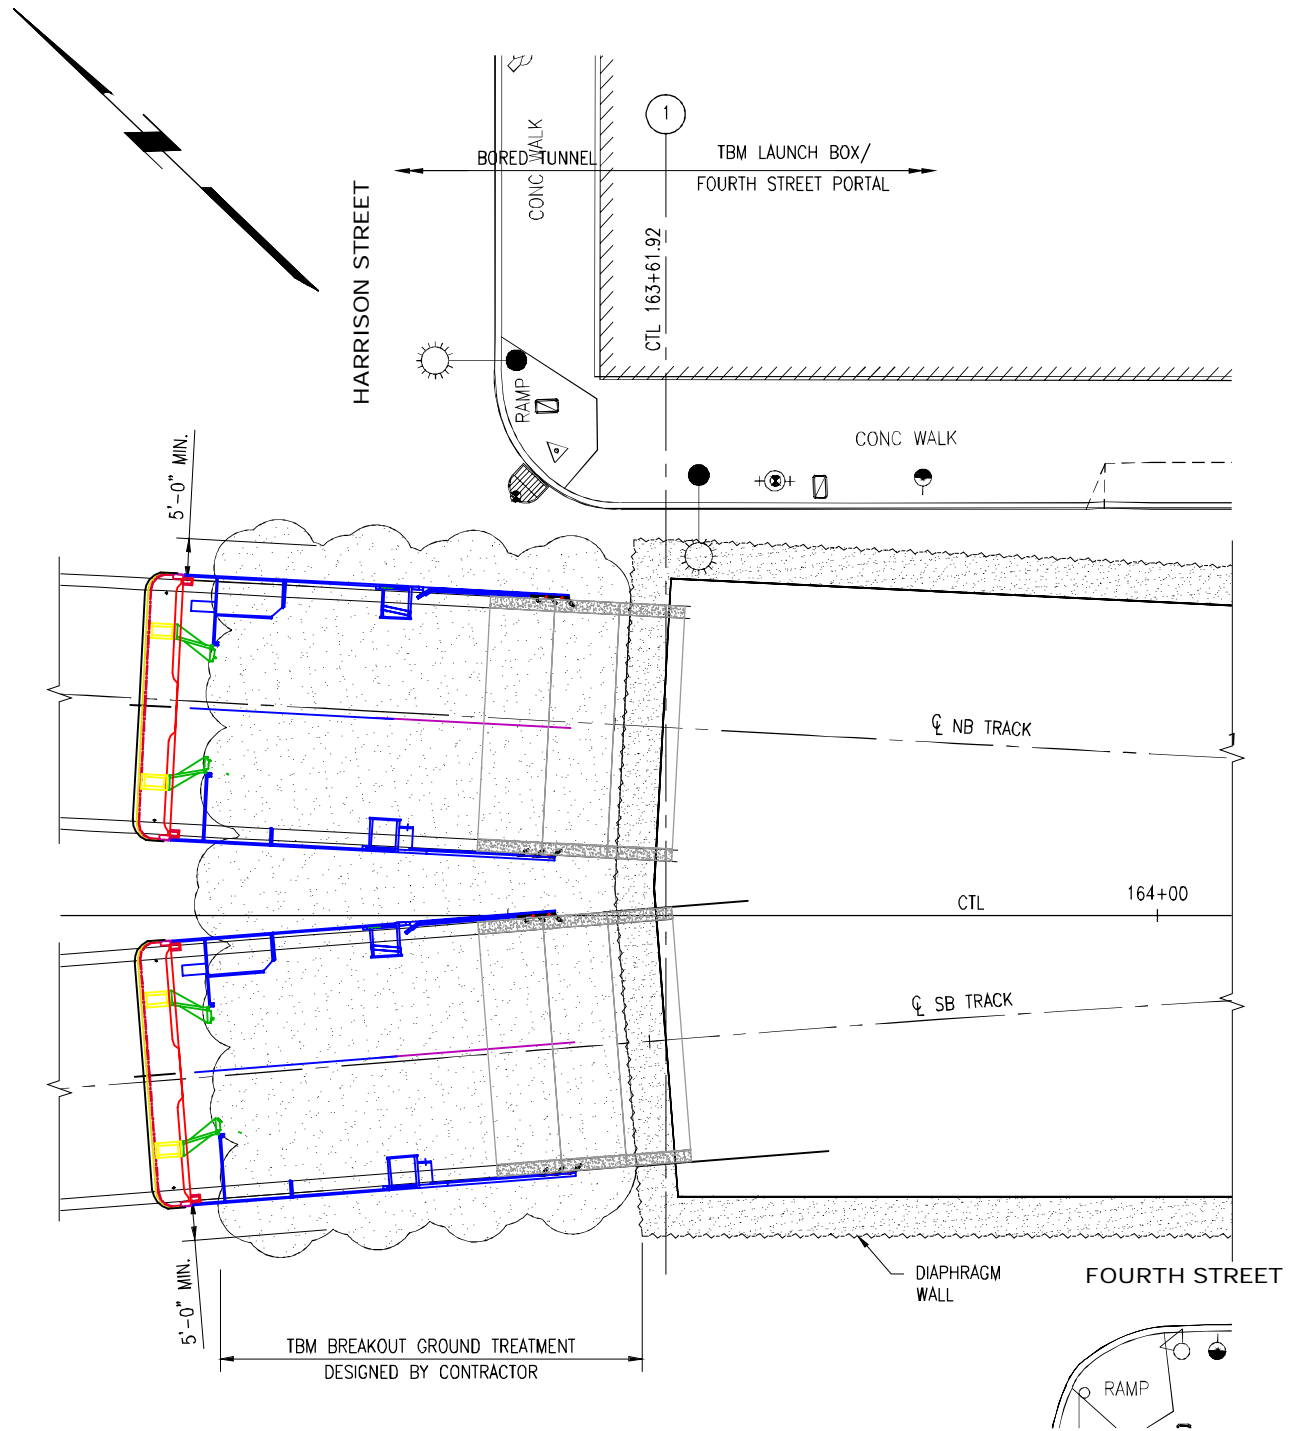 1
BORED TUNNEL
TBM LAUNCH BOX/
FOURTH STREET PORTAL
CONC WALK
HARRISON STREET
CTL 163+61.92
RAMP
CONC WALK
5'-0" MIN.
℄ NB TRACK
1
CTL
164+00
℄ SB TRACK
5'-0" MIN.
DIAPHRAGM
WALL
FOURTH STREET
TBM BREAKOUT GROUND TREATMENT
DESIGNED BY CONTRACTOR
RAMP